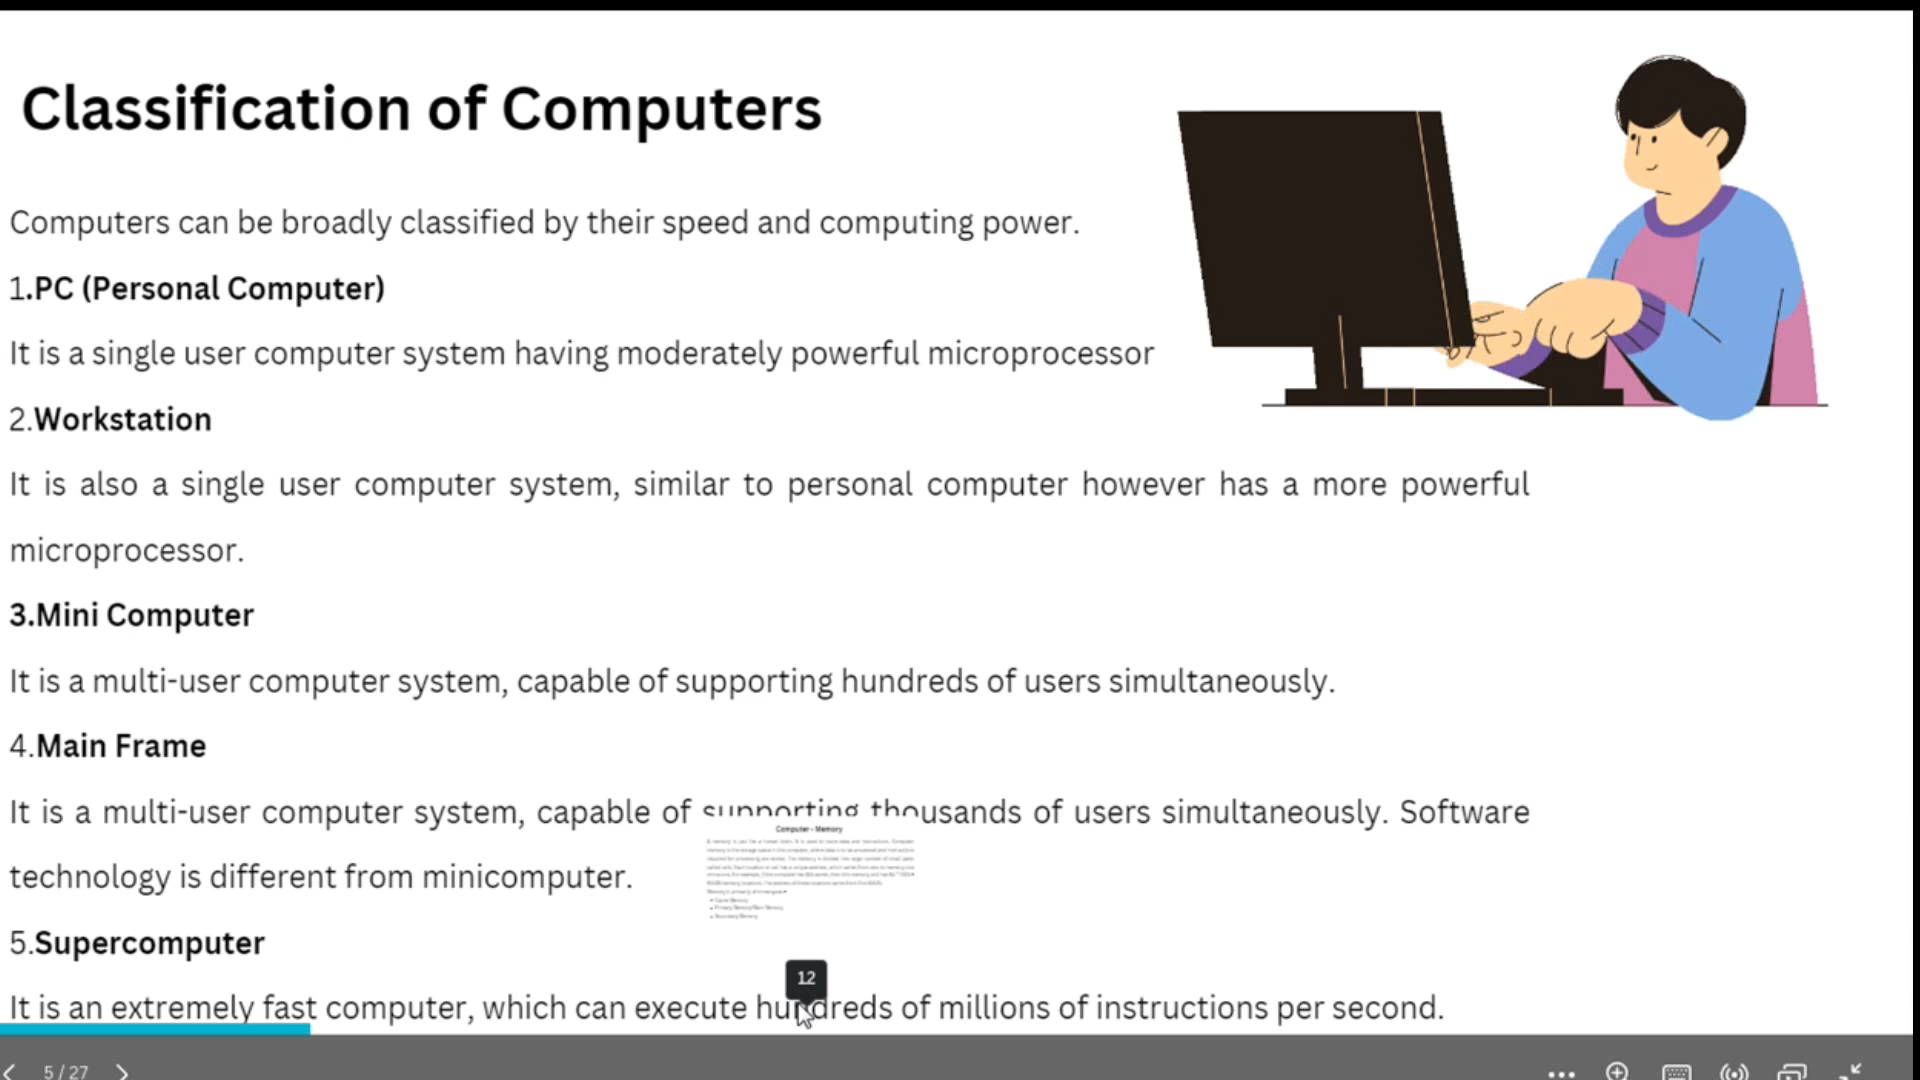 Classification of Computers
Computers can be broadly classified by their speed and computing power.
1.PC (Personal Computer)
It is a single user computer system having moderately powerful microprocessor
2.Workstation
It is also a single user computer system, similar to personal computer however has a more powerful
microprocessor.
3.Mini Computer
It is a multi-user computer system, capable of supporting hundreds of users simultaneously.
4.Main Frame
It is a multi-user computer system, capable of supporting thousands of users simultaneously. Software
technology is different from minicomputer.
Computer - Memory
5.Supercomputer
12
It is an extremely fast computer, which can execute hundreds of millions of instructions per second.
5 / 27